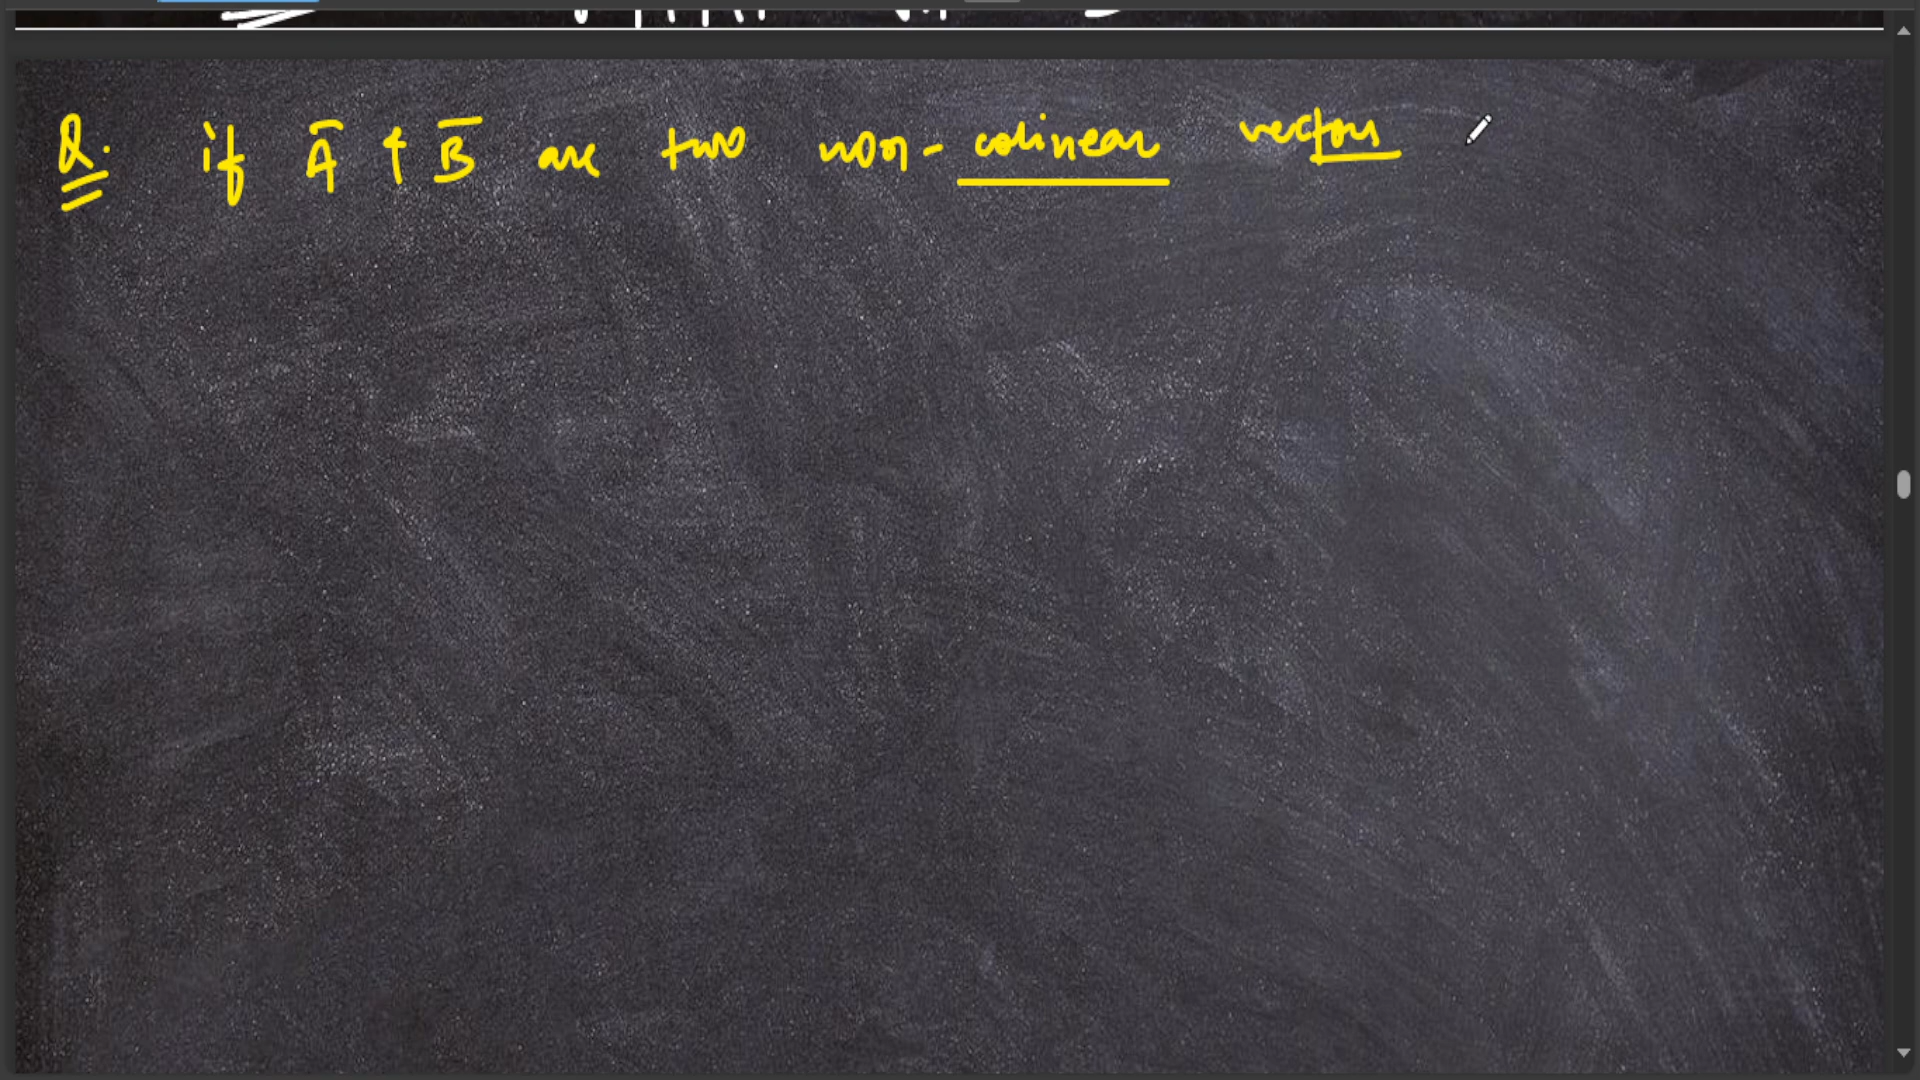 Q. if A̅ & B̅ are two non-colinear vectors